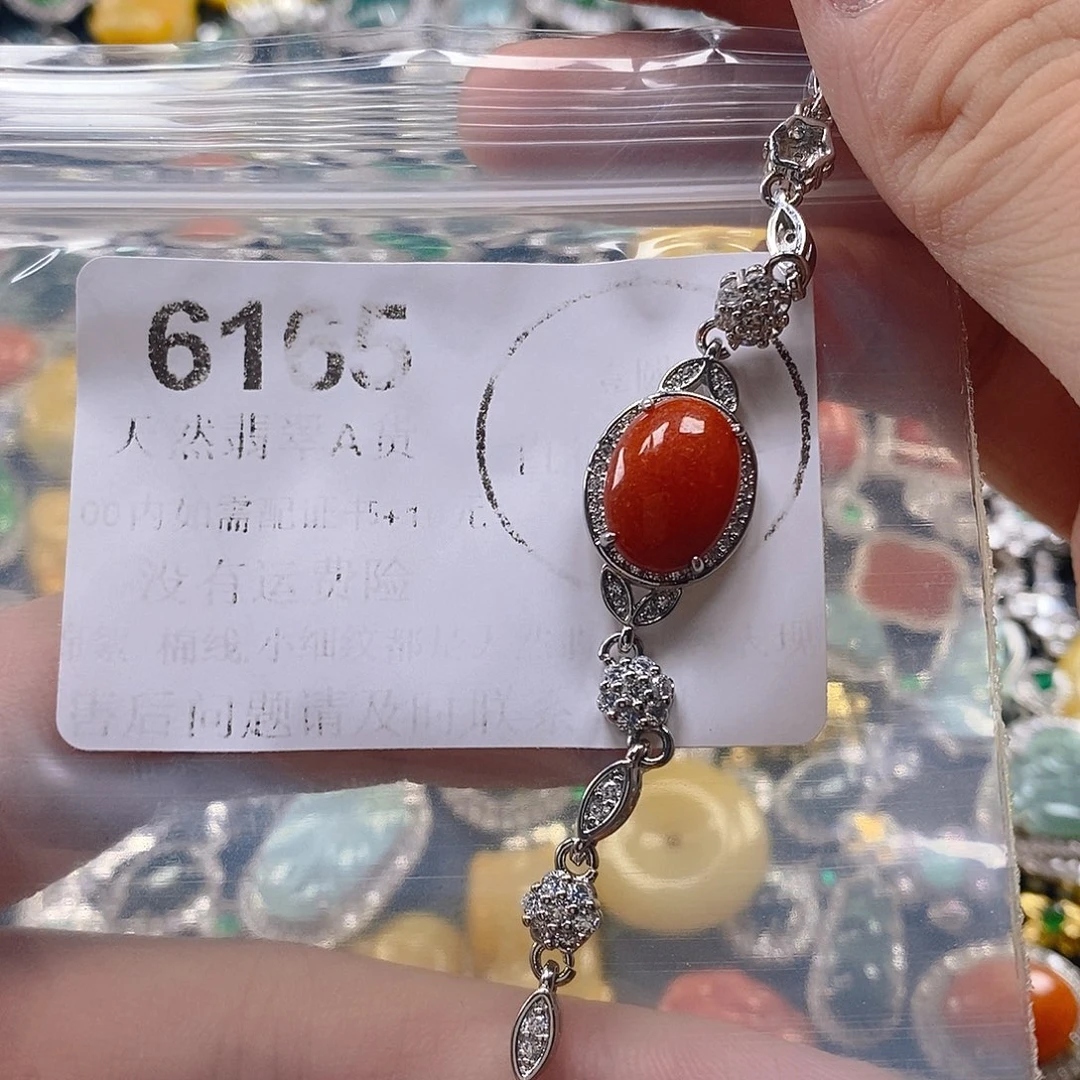 6165
天然翡翠A货
00内如需配证书5+1 元
没有运费险
棉线 小细纹都是天然
售后问题请及时联系